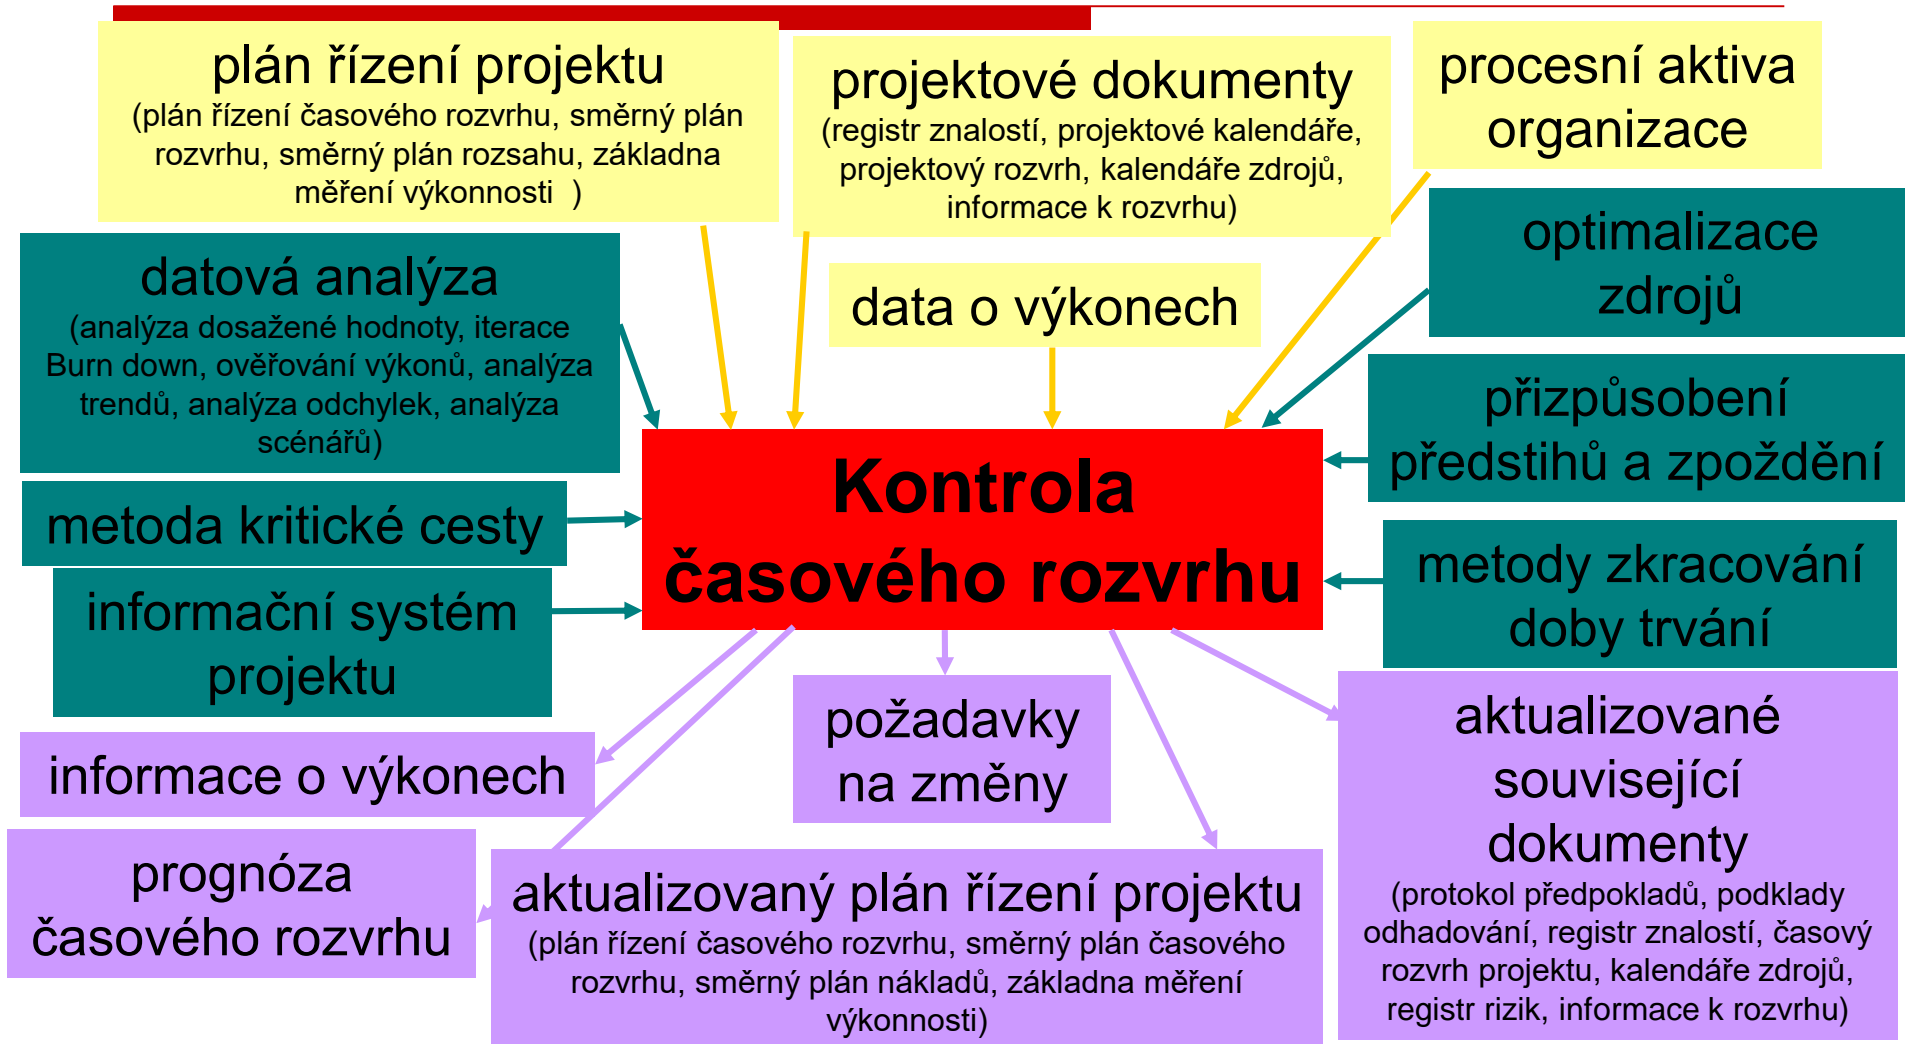 plán řízení projektu
(plán řízení časového rozvrhu, směrný plán
rozvrhu, směrný plán rozsahu, základna
měření výkonnosti )
projektové dokumenty
(registr znalostí, projektové kalendáře,
projektový rozvrh, kalendáře zdrojů,
informace k rozvrhu)
procesní aktiva
organizace
datová analýza
(analýza dosažené hodnoty, iterace
Burn down, ověřování výkonů, analýza
trendů, analýza odchylek, analýza
scénářů)
data o výkonech
optimalizace
zdrojů
přizpůsobení
předstihů a zpoždění
metoda kritické cesty
Kontrola
časového rozvrhu
metody zkracování
doby trvání
informační systém
projektu
informace o výkonech
požadavky
na změny
aktualizované
související
dokumenty
(protokol předpokladů, podklady
odhadování, registr znalostí, časový
rozvrh projektu, kalendáře zdrojů,
registr rizik, informace k rozvrhu)
prognóza
časového rozvrhu
aktualizovaný plán řízení projektu
(plán řízení časového rozvrhu, směrný plán časového
rozvrhu, směrný plán nákladů, základna měření
výkonnosti)